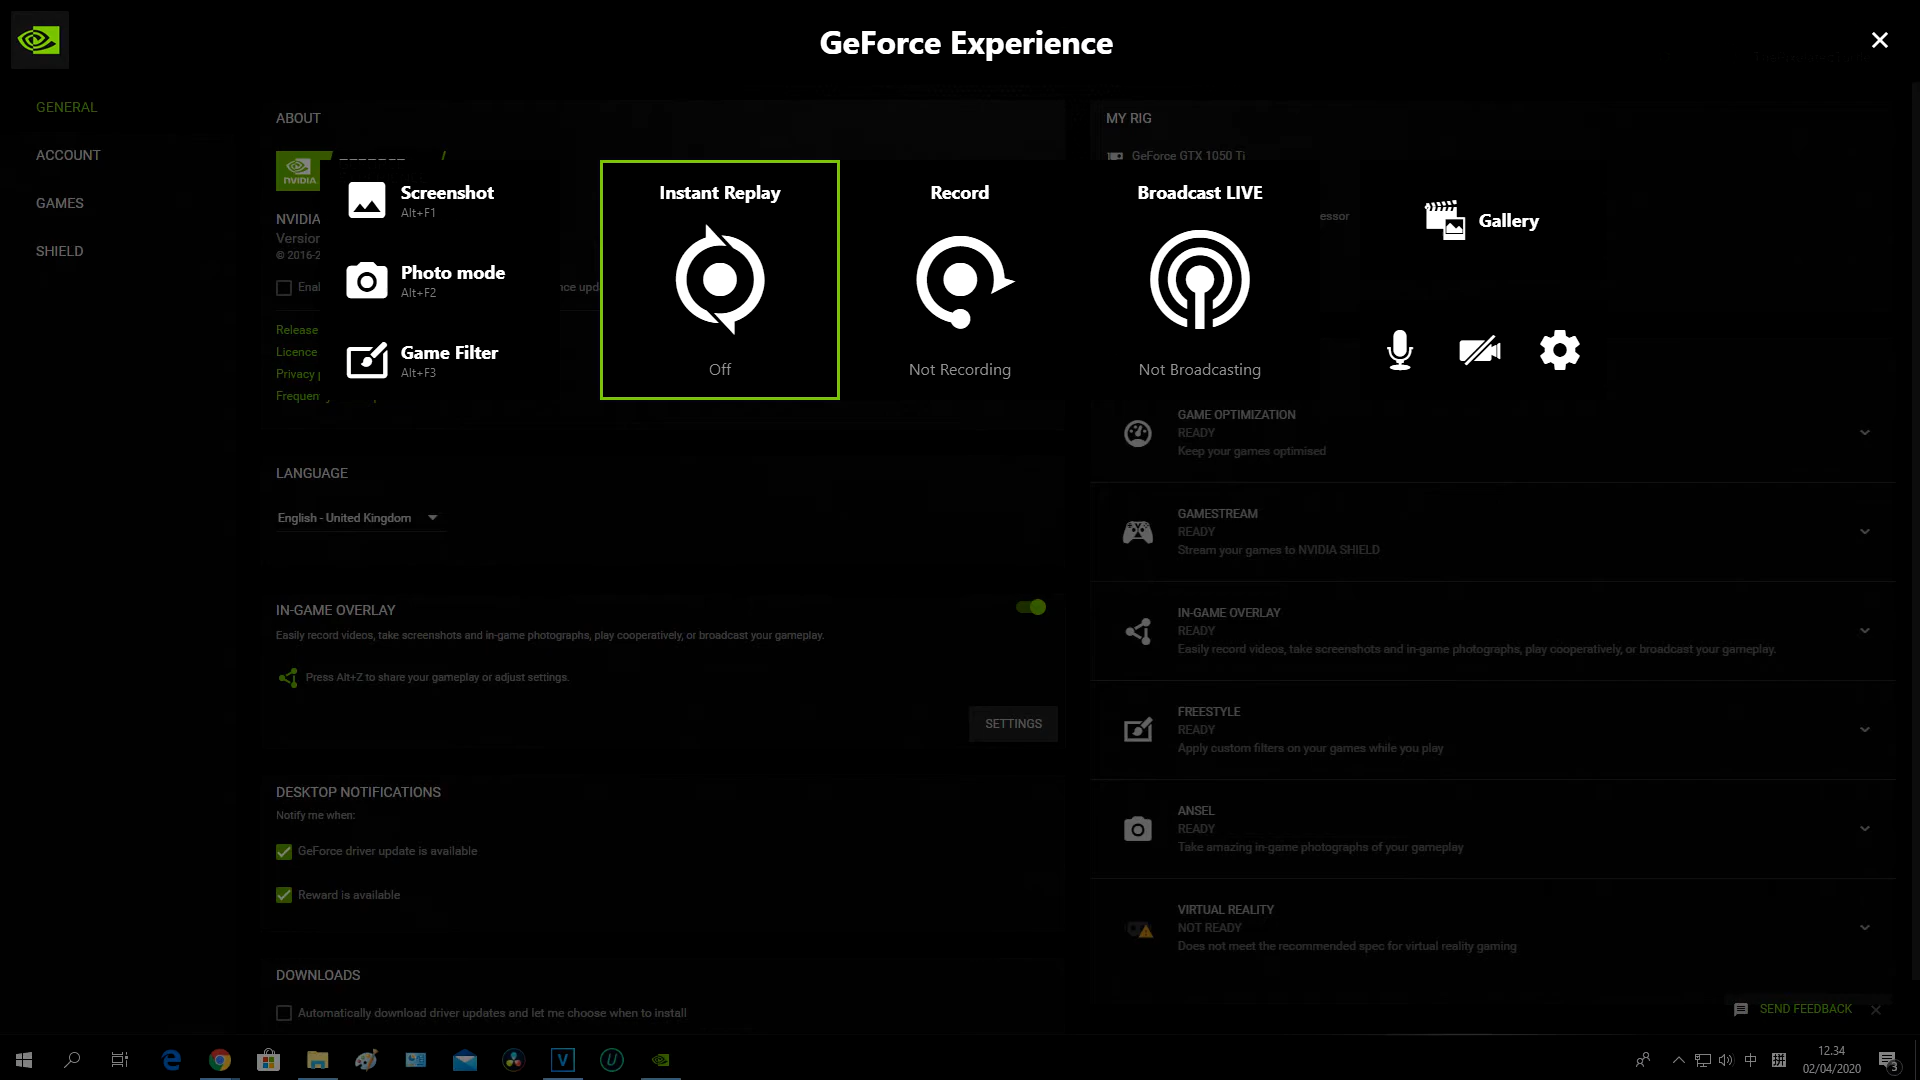 GeForce Experience
GENERAL
ACCOUNT
GAMES
SHIELD
ABOUT
NVIDIA
NVIDIA
Version
© 2016-2
Release
Licence
Privacy
Screenshot
Alt+F1
Photo mode
Alt+F2
Game Filter
Alt+F3
Instant Replay
Off
Record
Not Recording
Broadcast LIVE
Not Broadcasting
Gallery
MY RIG
GeForce GTX 1050 Ti
LANGUAGE
English - United Kingdom
IN-GAME OVERLAY
Easily record videos, take screenshots and in-game photographs, play cooperatively, or broadcast your gameplay.
Press Alt+Z to share your gameplay or adjust settings.
SETTINGS
DESKTOP NOTIFICATIONS
Notify me when:
GeForce driver update is available
Reward is available
DOWNLOADS
Automatically download driver updates and let me choose when to install
GAME OPTIMIZATION
READY
Keep your games optimised
GAMESTREAM
READY
Stream your games to NVIDIA SHIELD
IN-GAME OVERLAY
READY
Easily record videos, take screenshots and in-game photographs, play cooperatively, or broadcast your gameplay.
FREESTYLE
READY
Apply custom filters on your games while you play
ANSEL
READY
Take amazing in-game photographs of your gameplay
VIRTUAL REALITY
NOT READY
Does not meet the recommended spec for virtual reality gaming
SEND FEEDBACK
中
12.34
02/04/2020
3